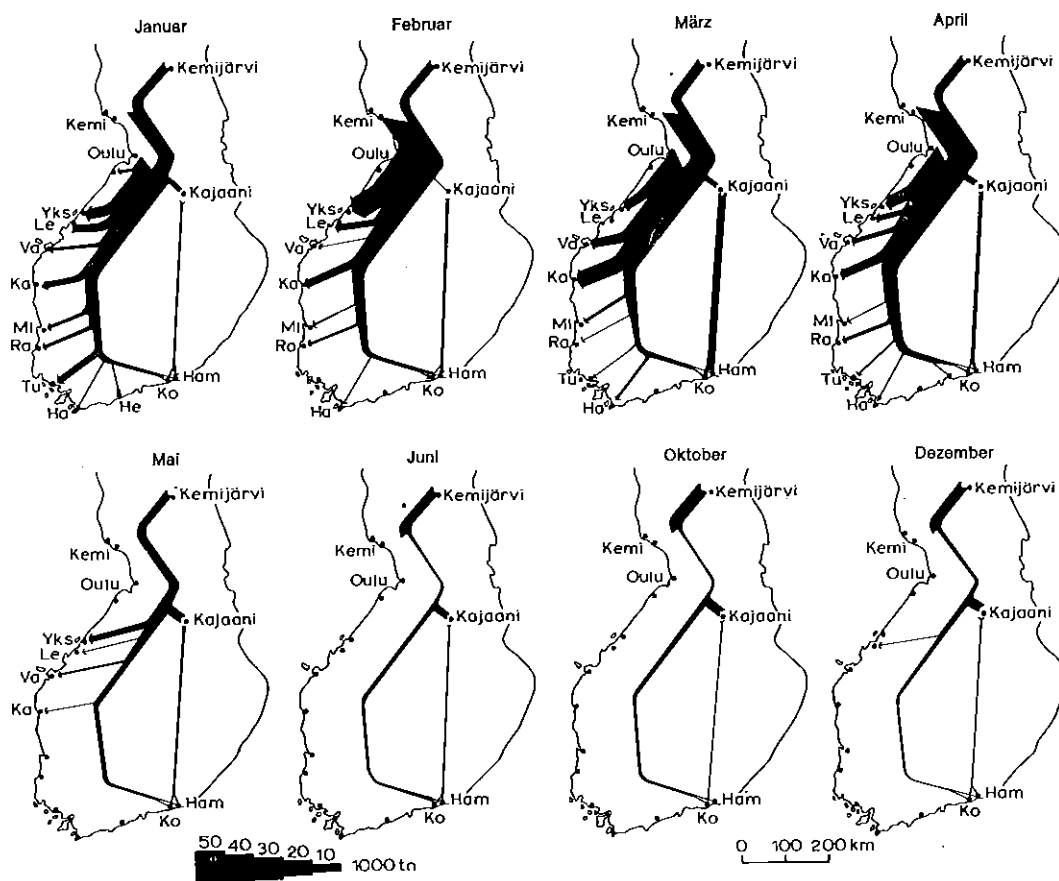 Januar
Kemijärvi
Kemi
Oulu
Kajaani
Yks
Le
Va
Ka
Ml
Ra
Tu
Ha
He
Ko
Ham
Februar
Kemijärvi
Kemi
Oulu
Kajaani
Yks
Le
Va
Ka
Ml
Ra
Ha
Ko
Ham
März
Kemijärvi
Kemi
Oulu
Kajaani
Yks
Le
Va
Ka
Ml
Ra
Tu
Ha
Ko
Ham
April
Kemijärvi
Kemi
Oulu
Kajaani
Yks
Le
Va
Ka
Ml
Ra
Tu
Ha
Ko
Ham
Mai
Kemijärvi
Kemi
Oulu
Kajaani
Yks
Le
Va
Ka
Ham
Ko
Juni
Kemijärvi
Kemi
Oulu
Kajaani
Ham
Ko
Oktober
Kemijärvi
Kemi
Oulu
Kajaani
Ham
Ko
Dezember
Kemijärvi
Kemi
Oulu
Kajaani
Ham
Ko
50 40 30 20 10 1000 tn
0 100 200 km